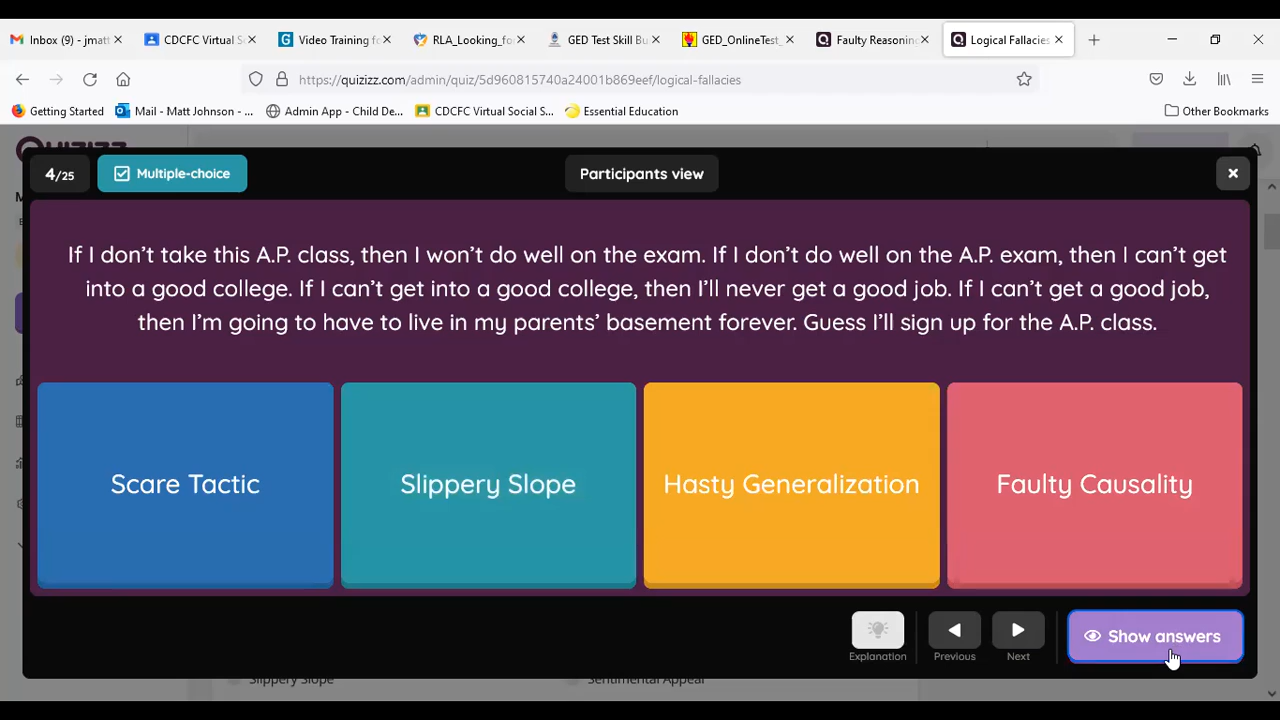 Inbox (9) - jmatt
CDCFC Virtual S
Video Training fo
RLA_Looking_fo
GED Test Skill Bu
GED_OnlineTest_
Faulty Reasoning
Logical Fallacies
https://quizizz.com/admin/quiz/5d960815740a24001b869eef/logical-fallacies
Getting Started
Mail - Matt Johnson - ...
Admin App - Child De...
CDCFC Virtual Social S...
Essential Education
Other Bookmarks
Quizizz
4/25
Multiple-choice
Participants view
If I don't take this A.P. class, then I won't do well on the exam. If I don't do well on the A.P. exam, then I can't get
into a good college. If I can't get into a good college, then I'll never get a good job. If I can't get a good job,
then I'm going to have to live in my parents' basement forever. Guess I'll sign up for the A.P. class.
Scare Tactic
Slippery Slope
Hasty Generalization
Faulty Causality
Explanation
Previous
Next
Show answers
Slippery Slope
Sentimental Appeal